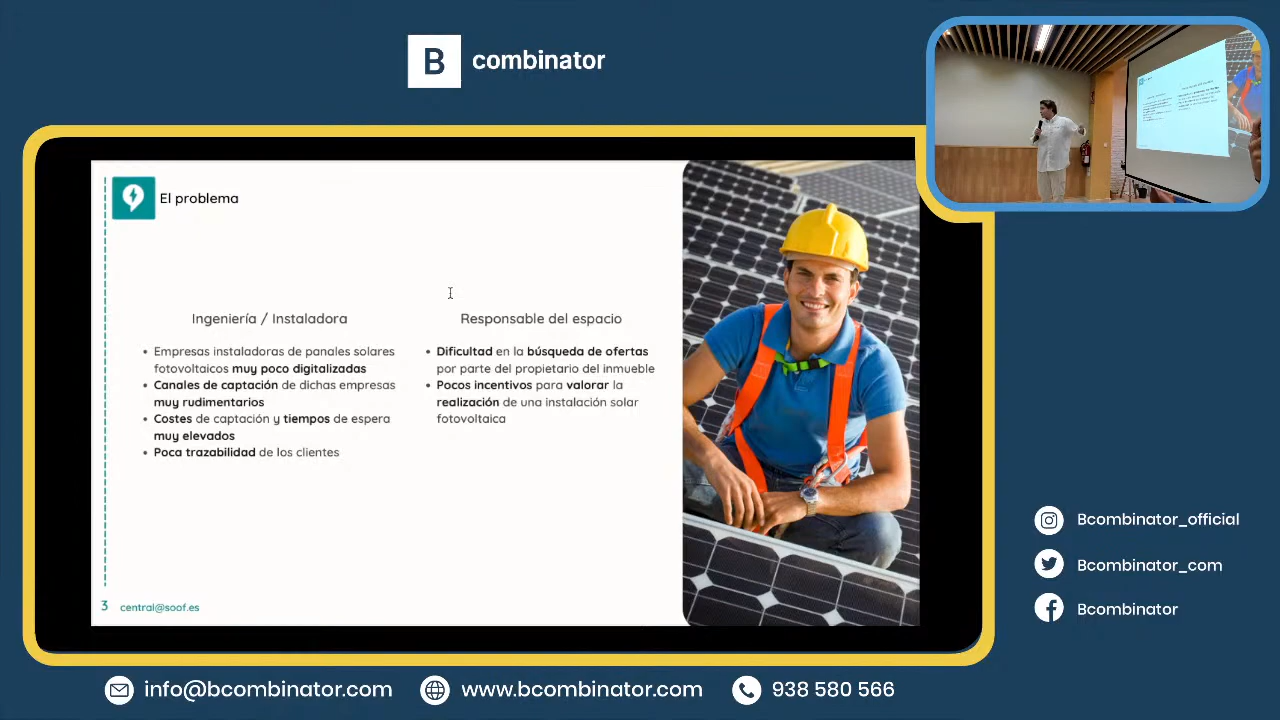 B combinator
El problema
Ingeniería / Instaladora
• Empresas instaladoras de panales solares
fotovoltaicos muy poco digitalizadas
• Canales de captación de dichas empresas
muy rudimentarios
• Costes de captación y tiempos de espera
muy elevados
• Poca trazabilidad de los clientes
Responsable del espacio
• Dificultad en la búsqueda de ofertas
por parte del propietario del inmueble
• Pocos incentivos para valorar la
realización de una instalación solar
fotovoltaica
3 central@soof.es
Bcombinator_official
Bcombinator_com
Bcombinator
info@bcombinator.com www.bcombinator.com 938 580 566